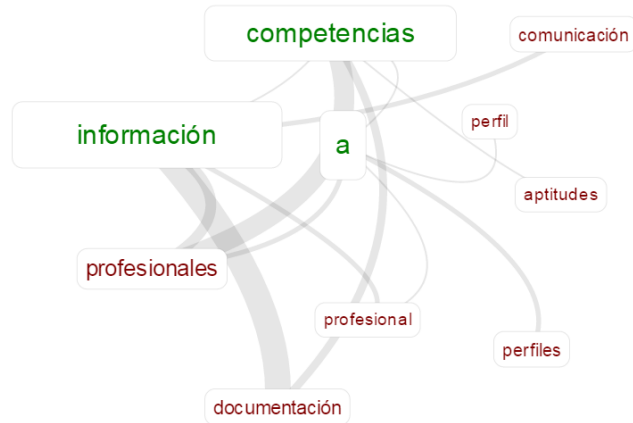 competencias
comunicación
información
a
perfil
aptitudes
profesionales
profesional
perfiles
documentación